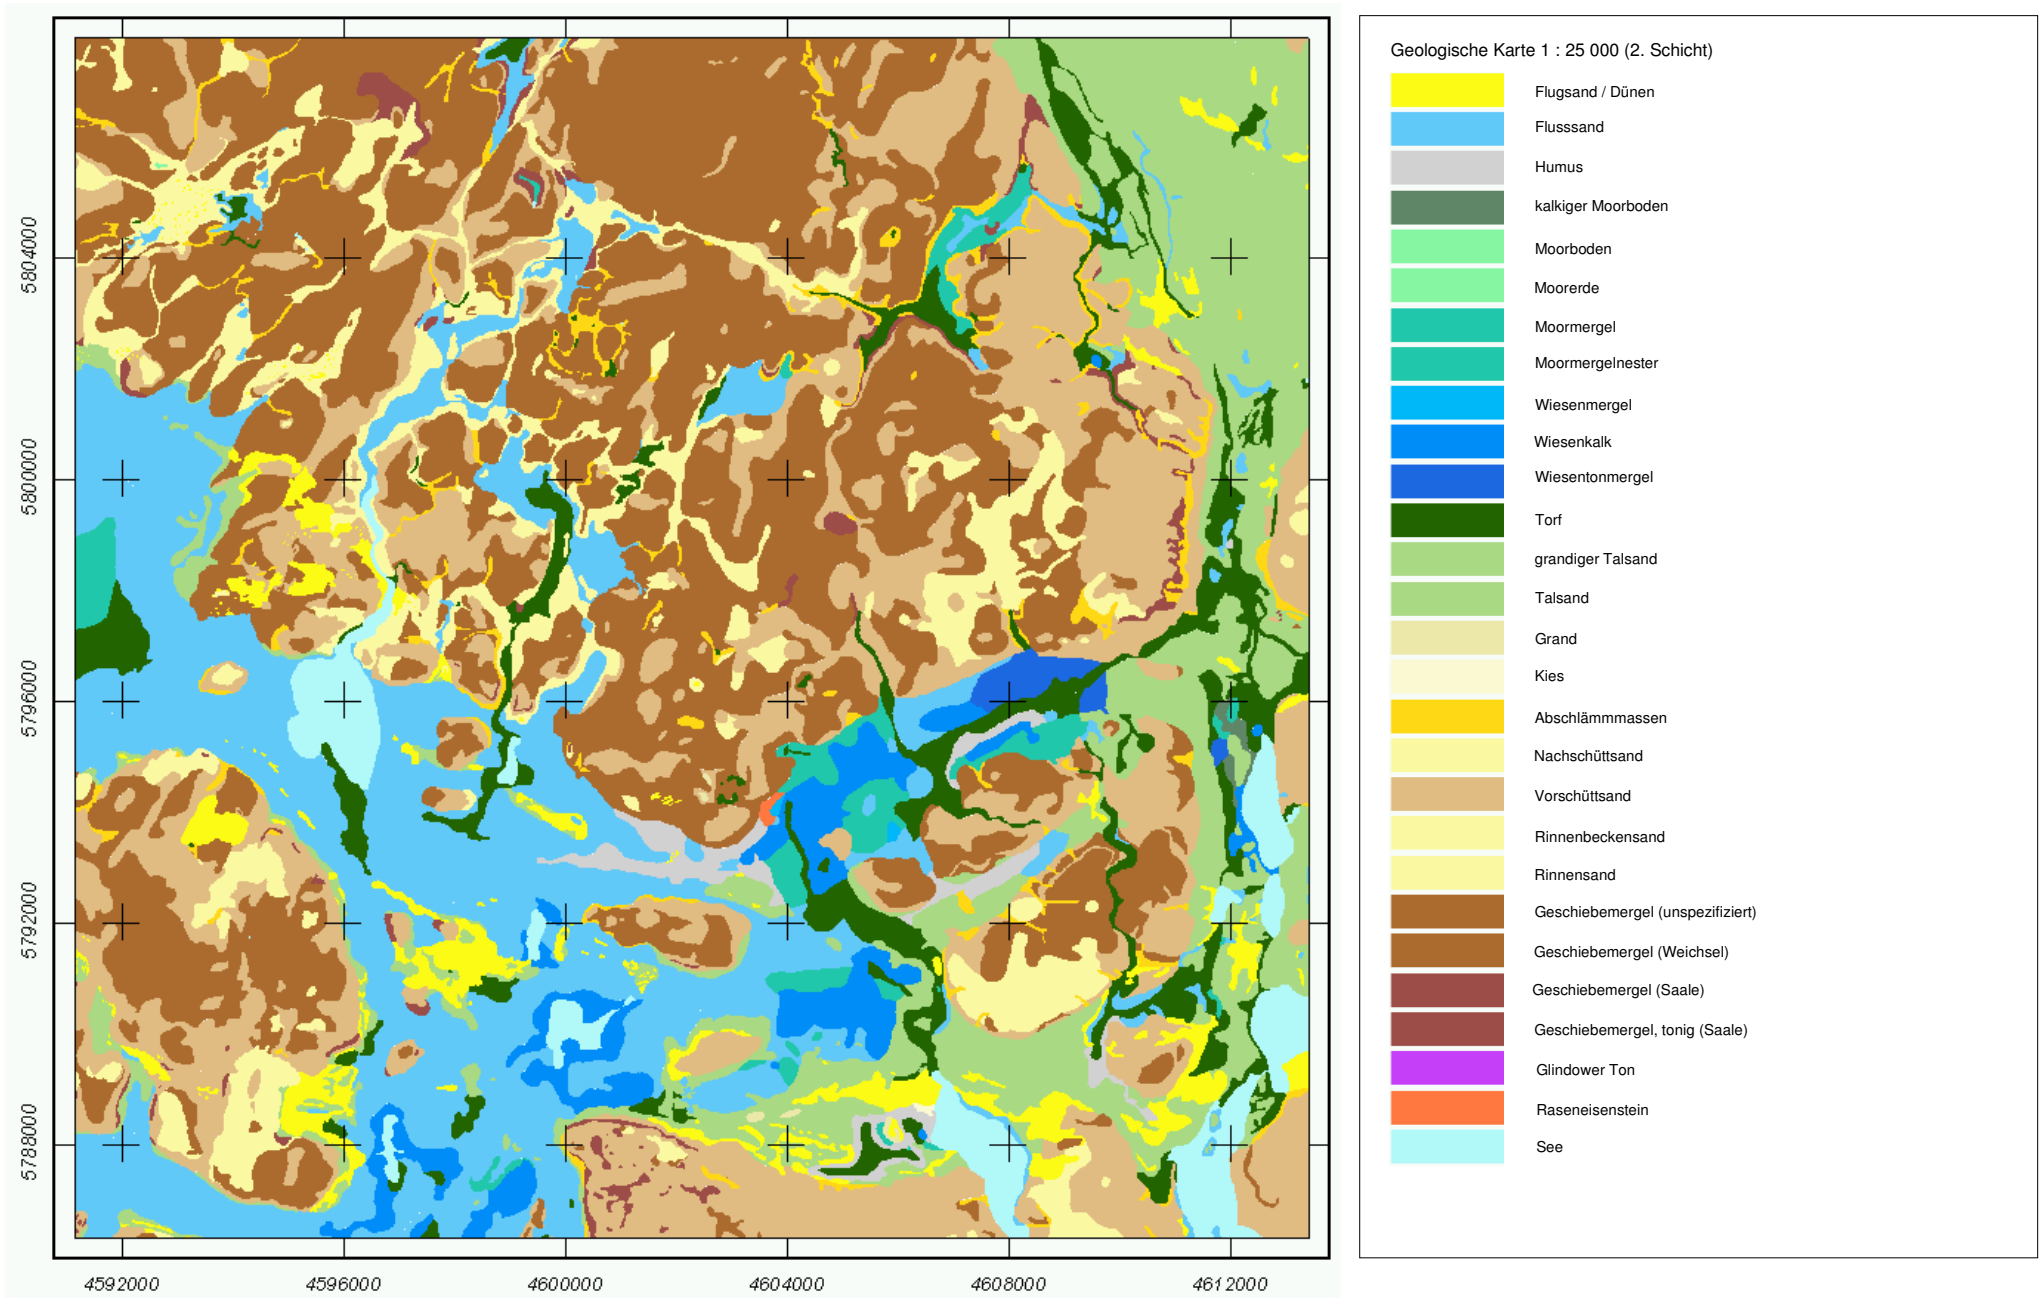 Geologische Karte 1 : 25 000 (2. Schicht)
Flugsand / Dünen
Flusssand
Humus
kalkiger Moorboden
Moorboden
Moorerde
Moormergel
Moormergelnester
Wiesenmergel
Wiesenkalk
Wiesentonmergel
Torf
grandiger Talsand
Talsand
Grand
Kies
Abschlämmmassen
Nachschüttsand
Vorschüttsand
Rinnenbeckensand
Rinnensand
Geschiebemergel (unspezifiziert)
Geschiebemergel (Weichsel)
Geschiebemergel (Saale)
Geschiebemergel, tonig (Saale)
Glindower Ton
Raseneisenstein
See
5804000
5800000
5796000
5792000
5788000
4592000
4596000
4600000
4604000
4608000
4612000